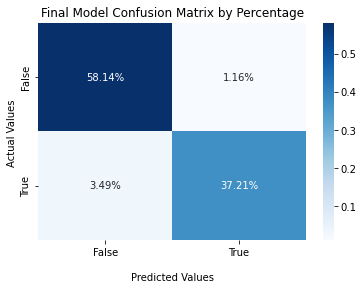 Final Model Confusion Matrix by Percentage
Actual Values
False
58.14%
1.16%
True
3.49%
37.21%
False
True
Predicted Values
0.5
0.4
0.3
0.2
0.1